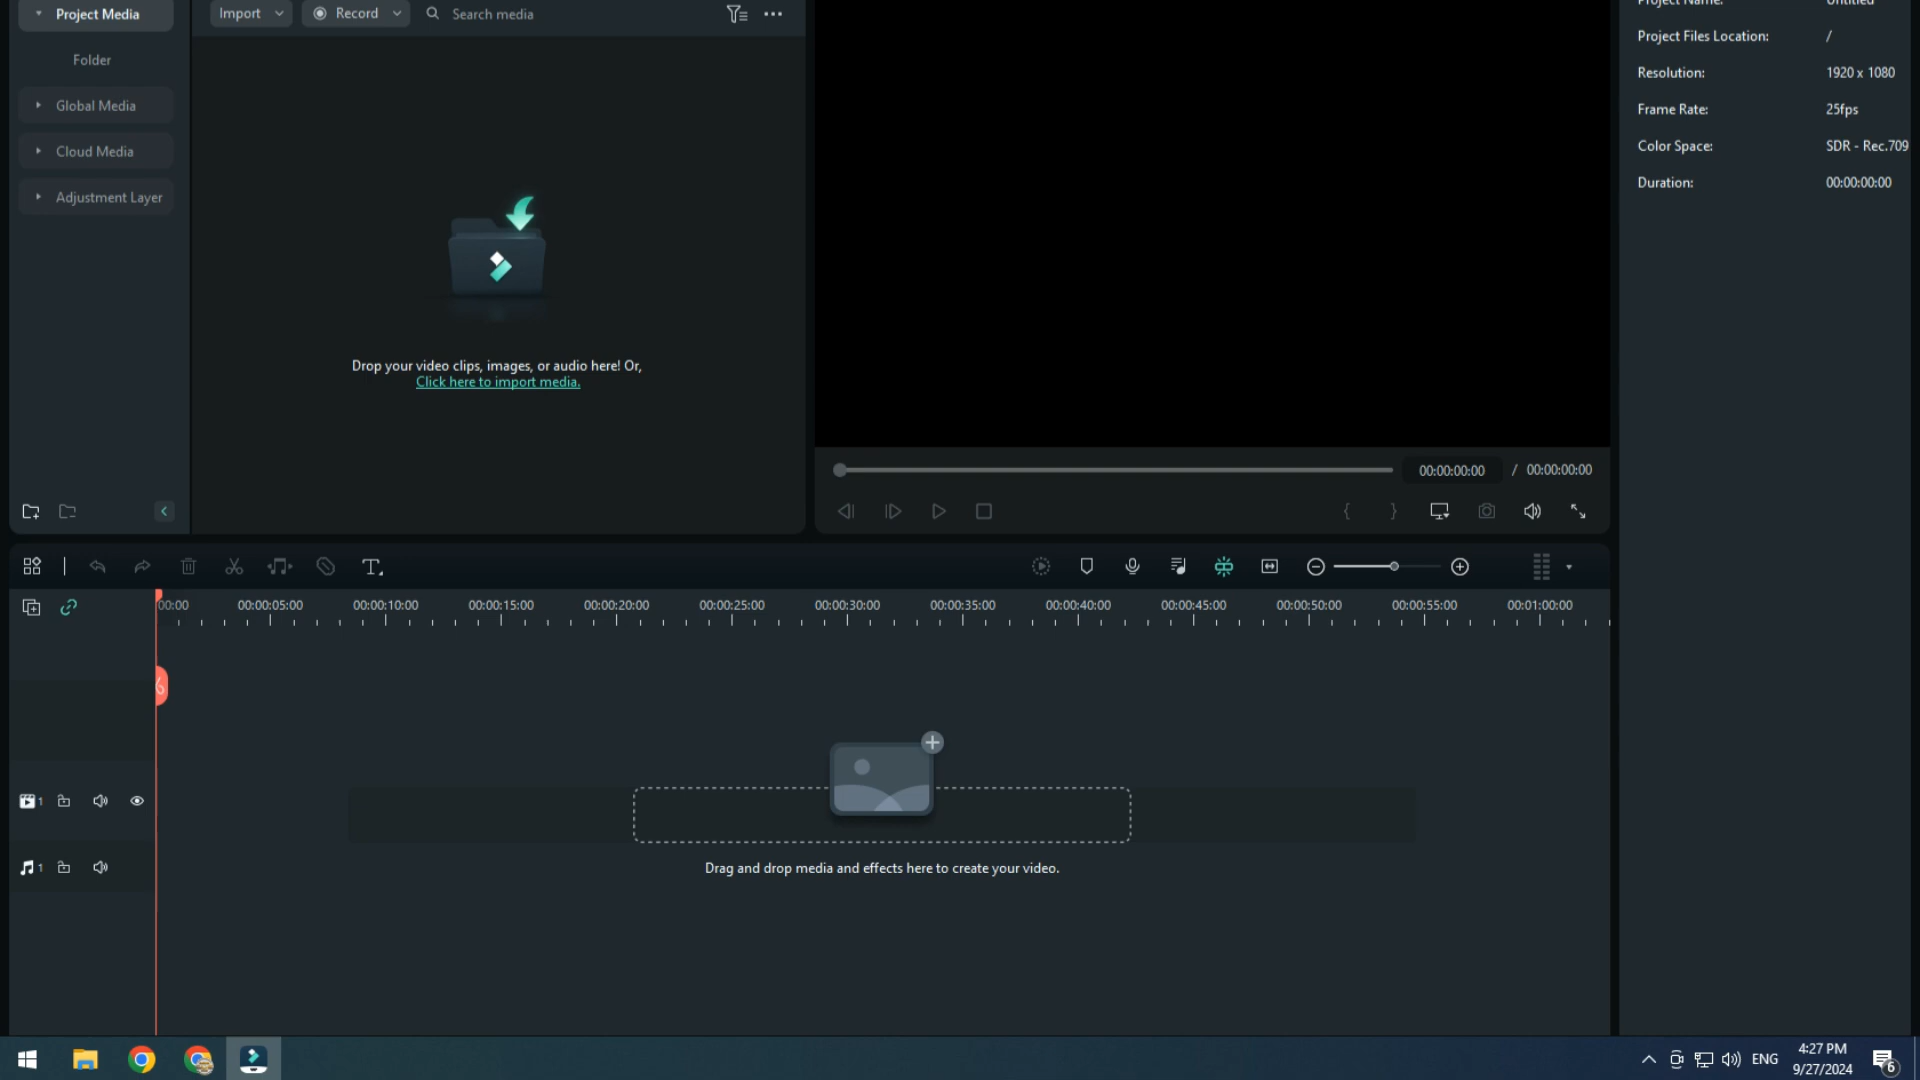 Project Media
Folder
Global Media
Cloud Media
Adjustment Layer
Import
Record
Search media
Drop your video clips, images, or audio here! Or,
Click here to import media.
00:00:00:00 / 00:00:00:00
Project Name: Untitled
Project Files Location: /
Resolution: 1920 x 1080
Frame Rate: 25fps
Color Space: SDR - Rec.709
Duration: 00:00:00:00
00:00 00:00:05:00 00:00:10:00 00:00:15:00 00:00:20:00 00:00:25:00 00:00:30:00 00:00:35:00 00:00:40:00 00:00:45:00 00:00:50:00 00:00:55:00 00:01:00:00
1
1
Drag and drop media and effects here to create your video.
ENG
4:27 PM
9/27/2024
6